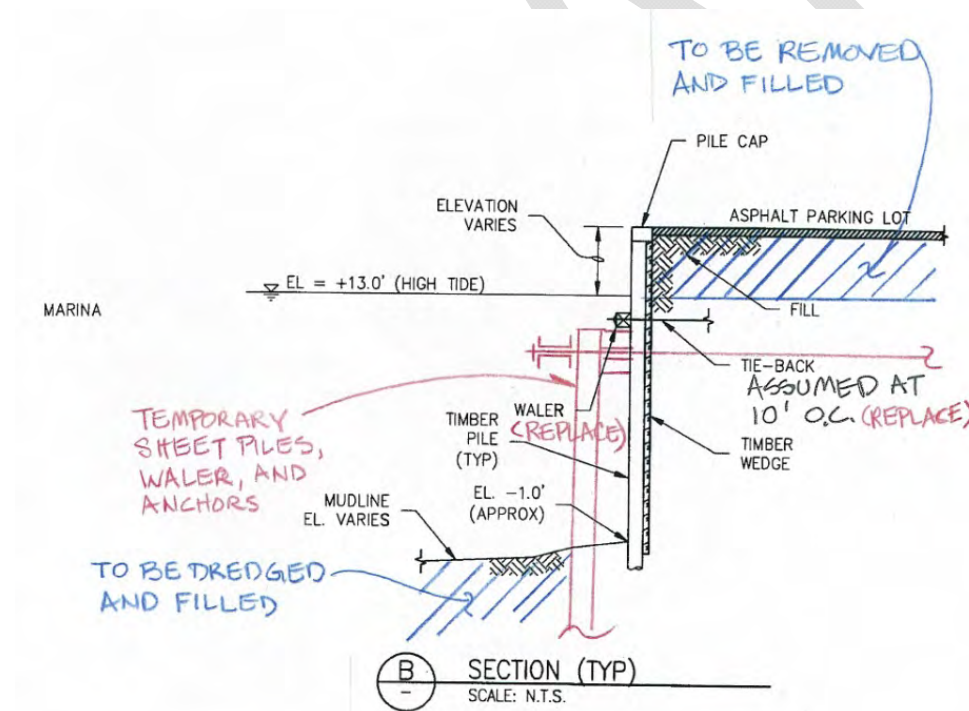 TO BE REMOVED
AND FILLED
PILE CAP
ELEVATION
VARIES
ASPHALT PARKING LOT
EL = +13.0' (HIGH TIDE)
MARINA
FILL
TIE-BACK
ASSUMED AT
10' O.C. (REPLACE)
TEMPORARY
SHEET PILES,
WALER, AND
ANCHORS
WALER
(REPLACE)
TIMBER
PILE
(TYP)
TIMBER
WEDGE
EL. -1.0'
(APPROX)
MUDLINE
EL. VARIES
TO BE DREDGED
AND FILLED
B
-
SECTION (TYP)
SCALE: N.T.S.